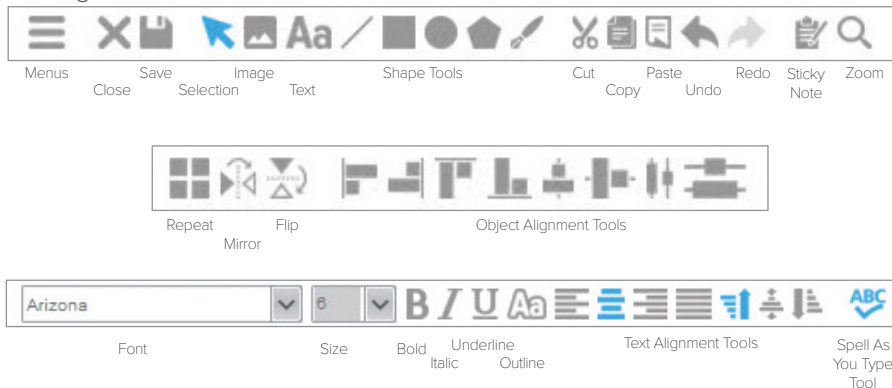 Aa
Menus Save Image Shape Tools Cut Paste Redo Sticky Zoom
Close Selection Text Copy Undo Note
Repeat Flip Object Alignment Tools
Mirror
Arizona 6 B I U Aa ABC
Font Size Bold Underline Text Alignment Tools Spell As
Italic Outline You Type
Tool